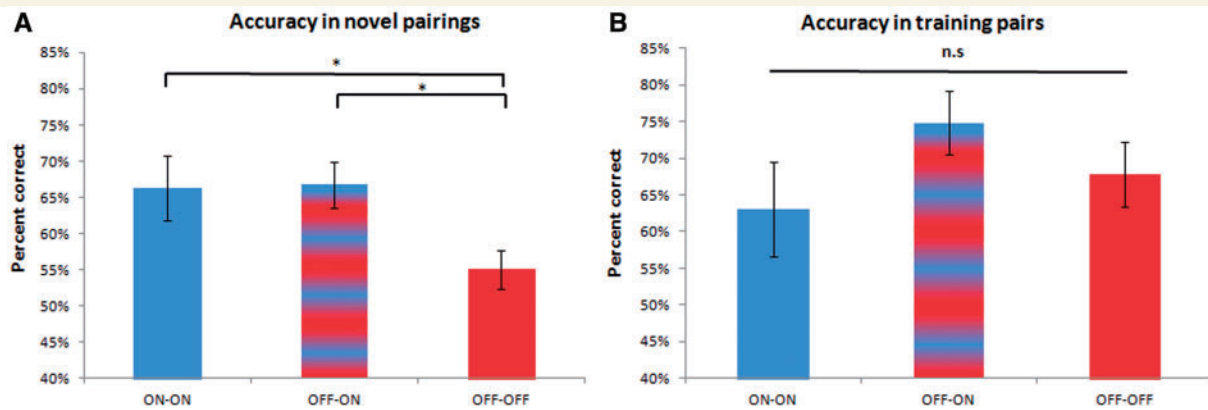 A
Accuracy in novel pairings
85%
80%
75%
70%
65%
60%
55%
50%
45%
40%
Percent correct
*
*
ON-ON
OFF-ON
OFF-OFF
B
Accuracy in training pairs
85%
80%
75%
70%
65%
60%
55%
50%
45%
40%
Percent correct
n.s
ON-ON
OFF-ON
OFF-OFF